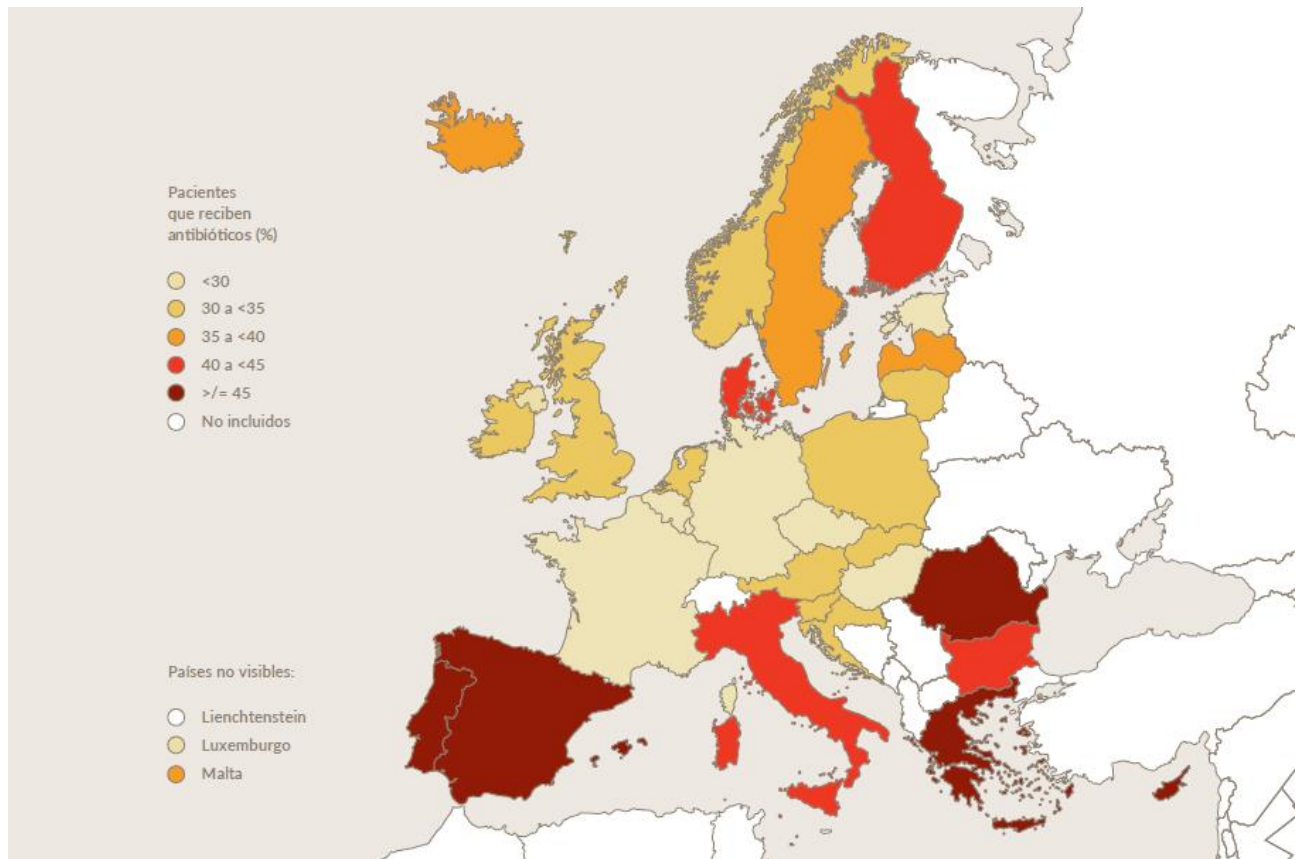 Pacientes
que reciben
antibióticos (%)
<30
30 a <35
35 a <40
40 a <45
>/= 45
No incluidos
Países no visibles:
Lienchtenstein
Luxemburgo
Malta